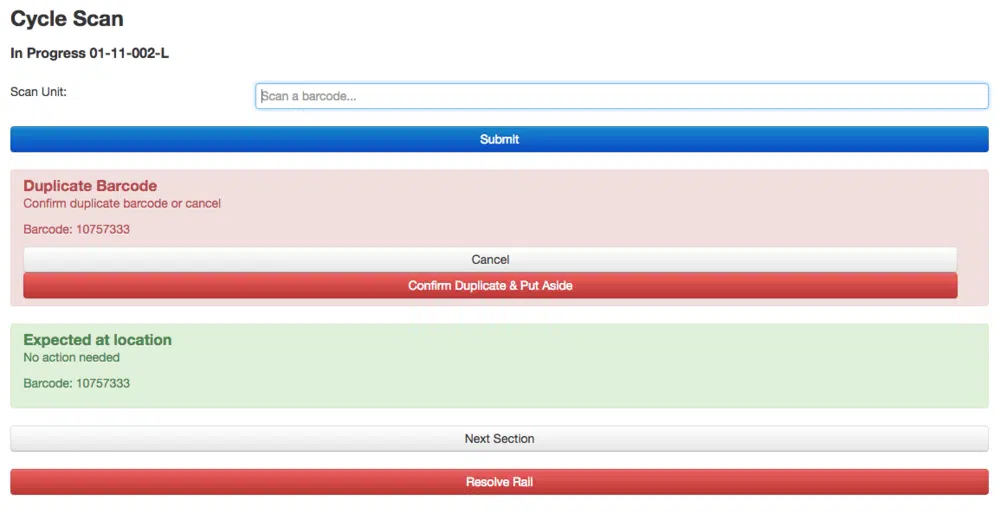 Cycle Scan
In Progress 01-11-002-L
Scan Unit:
Scan a barcode...
Submit
Duplicate Barcode
Confirm duplicate barcode or cancel
Barcode: 10757333
Cancel
Confirm Duplicate & Put Aside
Expected at location
No action needed
Barcode: 10757333
Next Section
Resolve Rail